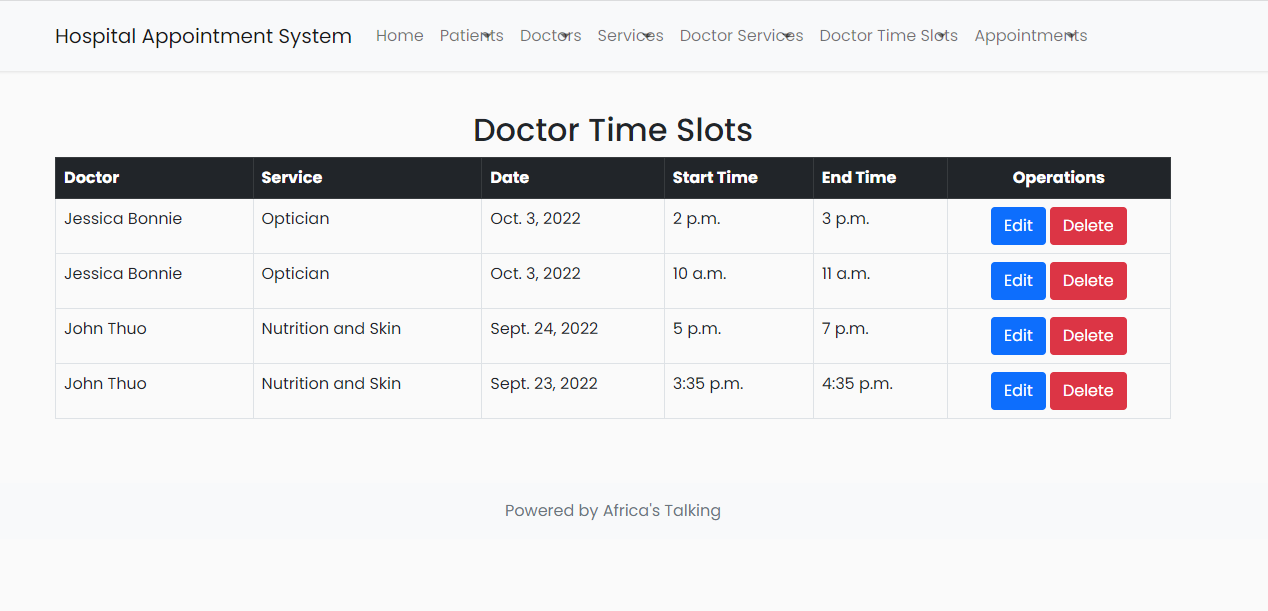 Hospital Appointment System Home Patients Doctors Services Doctor Services Doctor Time Slots Appointments
Doctor Time Slots
Doctor Service Date Start Time End Time Operations
Jessica Bonnie Optician Oct. 3, 2022 2 p.m. 3 p.m. Edit Delete
Jessica Bonnie Optician Oct. 3, 2022 10 a.m. 11 a.m. Edit Delete
John Thuo Nutrition and Skin Sept. 24, 2022 5 p.m. 7 p.m. Edit Delete
John Thuo Nutrition and Skin Sept. 23, 2022 3:35 p.m. 4:35 p.m. Edit Delete
Powered by Africa's Talking